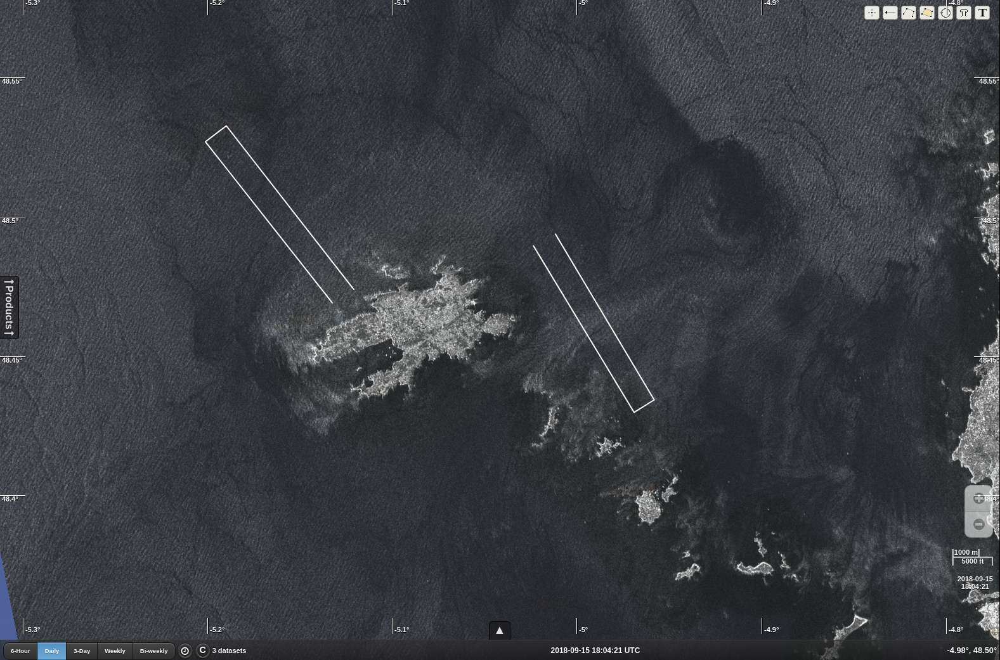 -5.3°
-5.2°
-5.1°
-5°
-4.9°
-4.8°
T
48.55°
48.55°
48.5°
48.5°
Products
48.45°
48.45°
48.4°
48.4°
1000 m
5000 ft
2018-09-15
18:04:21
-5.3°
-5.2°
-5.1°
-5°
-4.9°
-4.8°
6-Hour
Daily
3-Day
Weekly
Bi-weekly
C
3 datasets
2018-09-15 18:04:21 UTC
-4.98°, 48.50°